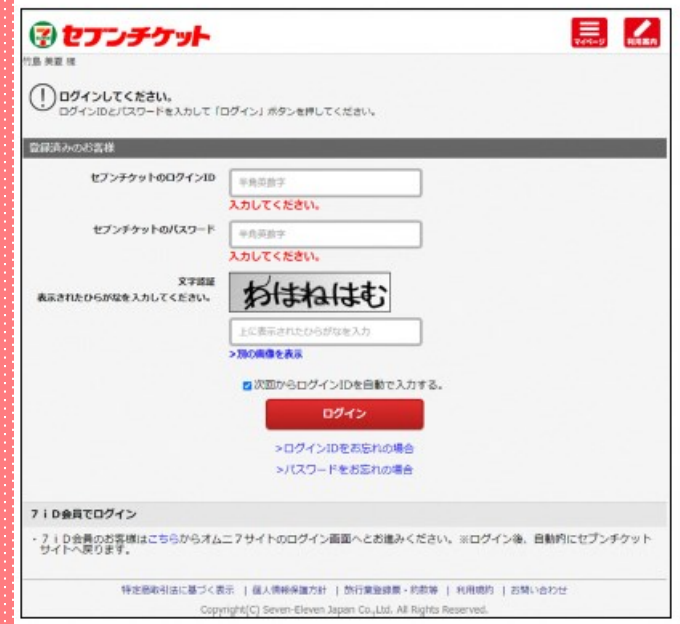 セブンチケット
マイページ
利用案内
ログインしてください。
ログインIDとパスワードを入力して「ログイン」ボタンを押してください。
登録済みのお客様
セブンチケットのログインID
半角英数字
入力してください。
セブンチケットのパスワード
半角英数字
入力してください。
文字認証
表示されたひらがなを入力してください。
上に表示されたひらがなを入力
>別の画像を表示
次回からログインIDを自動で入力する。
ログイン
>ログインIDをお忘れの場合
>パスワードをお忘れの場合
7iD会員でログイン
・7iD会員のお客様はこちらからオムニ7サイトのログイン画面へとお進みください。※ログイン後、自動的にセブンチケット
サイトへ戻ります。
特定商取引法に基づく表示 | 個人情報保護方針 | 旅行業登録票・約款等 | 利用規約 | お問い合わせ
Copyright(C) Seven-Eleven Japan Co.,Ltd. All Rights Reserved.